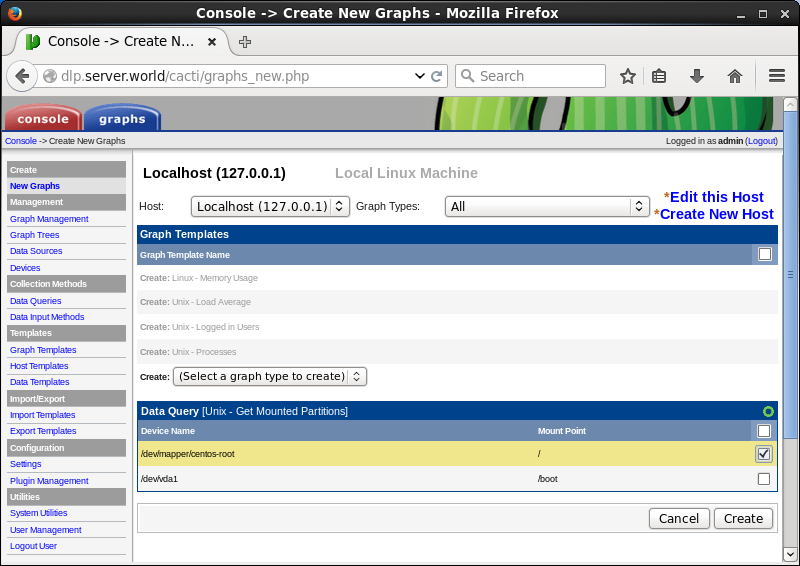 Console -> Create New Graphs - Mozilla Firefox
Console -> Create N...
dlp.server.world/cacti/graphs_new.php
Search
console
graphs
Console -> Create New Graphs
Logged in as admin (Logout)
Create
New Graphs
Management
Graph Management
Graph Trees
Data Sources
Devices
Collection Methods
Data Queries
Data Input Methods
Templates
Graph Templates
Host Templates
Data Templates
Import/Export
Import Templates
Export Templates
Configuration
Settings
Plugin Management
Utilities
System Utilities
User Management
Logout User
Localhost (127.0.0.1)
Local Linux Machine
Host:
Localhost (127.0.0.1)
Graph Types:
All
*Edit this Host
*Create New Host
Graph Templates
Graph Template Name
Create: Linux - Memory Usage
Create: Unix - Load Average
Create: Unix - Logged in Users
Create: Unix - Processes
Create: (Select a graph type to create)
Data Query [Unix - Get Mounted Partitions]
Device Name Mount Point
/dev/mapper/centos-root /
/dev/vda1 /boot
Cancel
Create